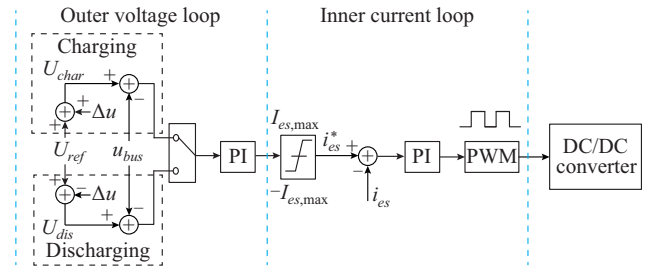 Outer voltage loop
Inner current loop
Charging
U_char
+
−
+
Δu
+
U_ref
u_bus
+
−
Δu
−
+
U_dis
Discharging
PI
I_es,max
−I_es,max
i*_es
+
−
i_es
PI
PWM
DC/DC
converter